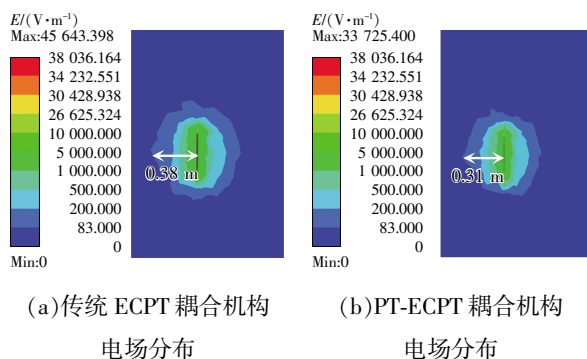 E/(V·m⁻¹)
Max:45 643.398
38 036.164
34 232.551
30 428.938
26 625.324
10 000.000
5 000.000
1 000.000
500.000
200.000
83.000
0
Min:0
0.38 m
(a)传统 ECPT 耦合机构
电场分布
E/(V·m⁻¹)
Max:33 725.400
38 036.164
34 232.551
30 428.938
26 625.324
10 000.000
5 000.000
1 000.000
500.000
200.000
83.000
0
Min:0
0.31 m
(b)PT-ECPT 耦合机构
电场分布